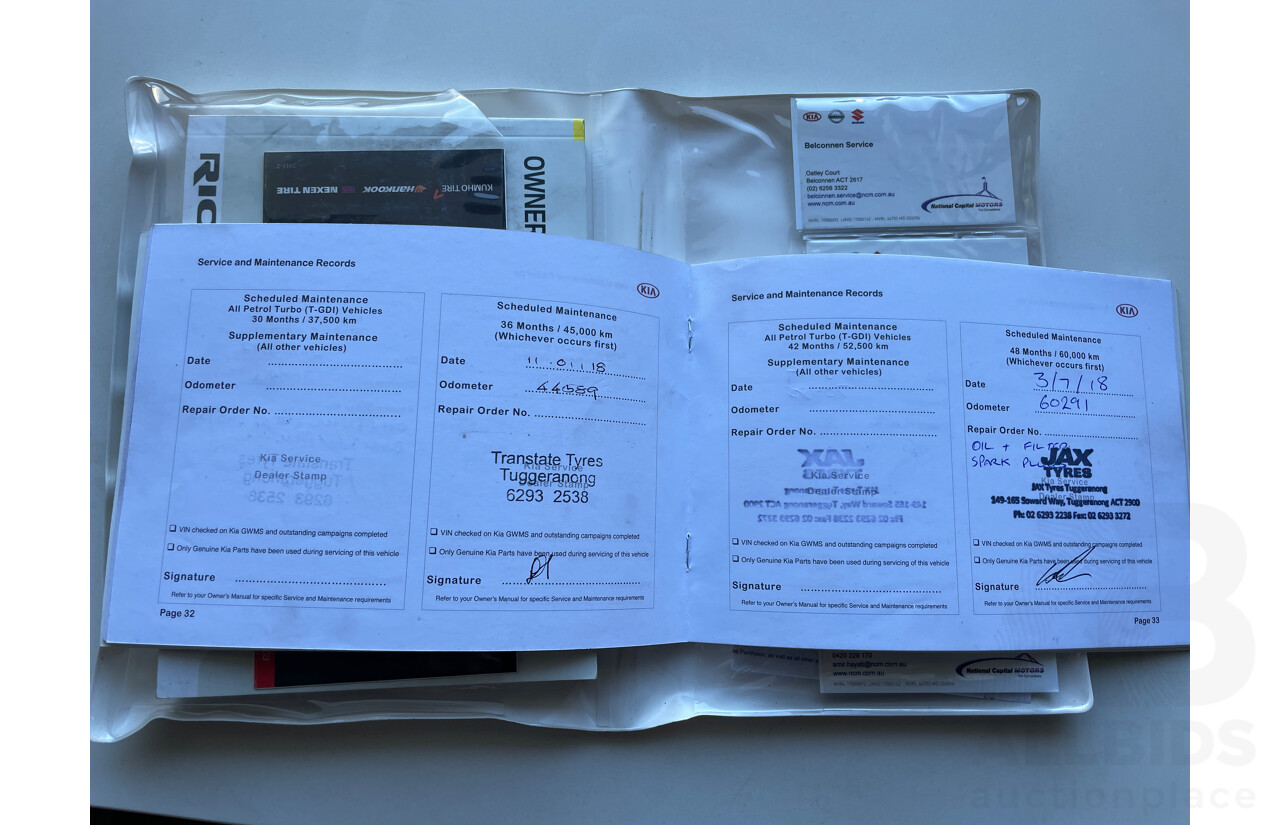 RIO
OWNER
KUMHO TIRE
HANKOOK
NEXEN TIRE
KIA
Belconnen Service
Oatley Court
Belconnen ACT 2617
(02) 6256 3322
belconnen.service@ncm.com.au
www.ncm.com.au
National Capital MOTORS
Service and Maintenance Records
KIA
Scheduled Maintenance
All Petrol Turbo (T-GDI) Vehicles
30 Months / 37,500 km
Supplementary Maintenance
(All other vehicles)
Date
Odometer
Repair Order No.
Kia Service
Dealer Stamp
VIN checked on Kia GWMS and outstanding campaigns completed
Only Genuine Kia Parts have been used during servicing of this vehicle
Signature
Refer to your Owner's Manual for specific Service and Maintenance requirements
Page 32
Scheduled Maintenance
36 Months / 45,000 km
(Whichever occurs first)
Date 11.01.18
Odometer 44589
Repair Order No.
Transtate Tyres
Kia Service
Tuggeranong
Dealer Stamp
6293 2538
VIN checked on Kia GWMS and outstanding campaigns completed
Only Genuine Kia Parts have been used during servicing of this vehicle
Signature
Refer to your Owner's Manual for specific Service and Maintenance requirements
Service and Maintenance Records
KIA
Scheduled Maintenance
All Petrol Turbo (T-GDI) Vehicles
42 Months / 52,500 km
Supplementary Maintenance
(All other vehicles)
Date
Odometer
Repair Order No.
Kia Service
Dealer Stamp
VIN checked on Kia GWMS and outstanding campaigns completed
Only Genuine Kia Parts have been used during servicing of this vehicle
Signature
Refer to your Owner's Manual for specific Service and Maintenance requirements
Scheduled Maintenance
48 Months / 60,000 km
(Whichever occurs first)
Date 3/7/18
Odometer 60291
Repair Order No.
OIL + FILTER
SPARK
JAX
TYRES
Kia Service
JAX Tyres Tuggeranong
Dealer Stamp
149-165 Soward Way, Tuggeranong ACT 2900
Ph: 02 6293 2238 Fax: 02 6293 3272
VIN checked on Kia GWMS and outstanding campaigns completed
Only Genuine Kia Parts have been used during servicing of this vehicle
Signature
Refer to your Owner's Manual for specific Service and Maintenance requirements
Page 33
www.ncm.com.au
National Capital MOTORS
ALLBIDS
auctionplace